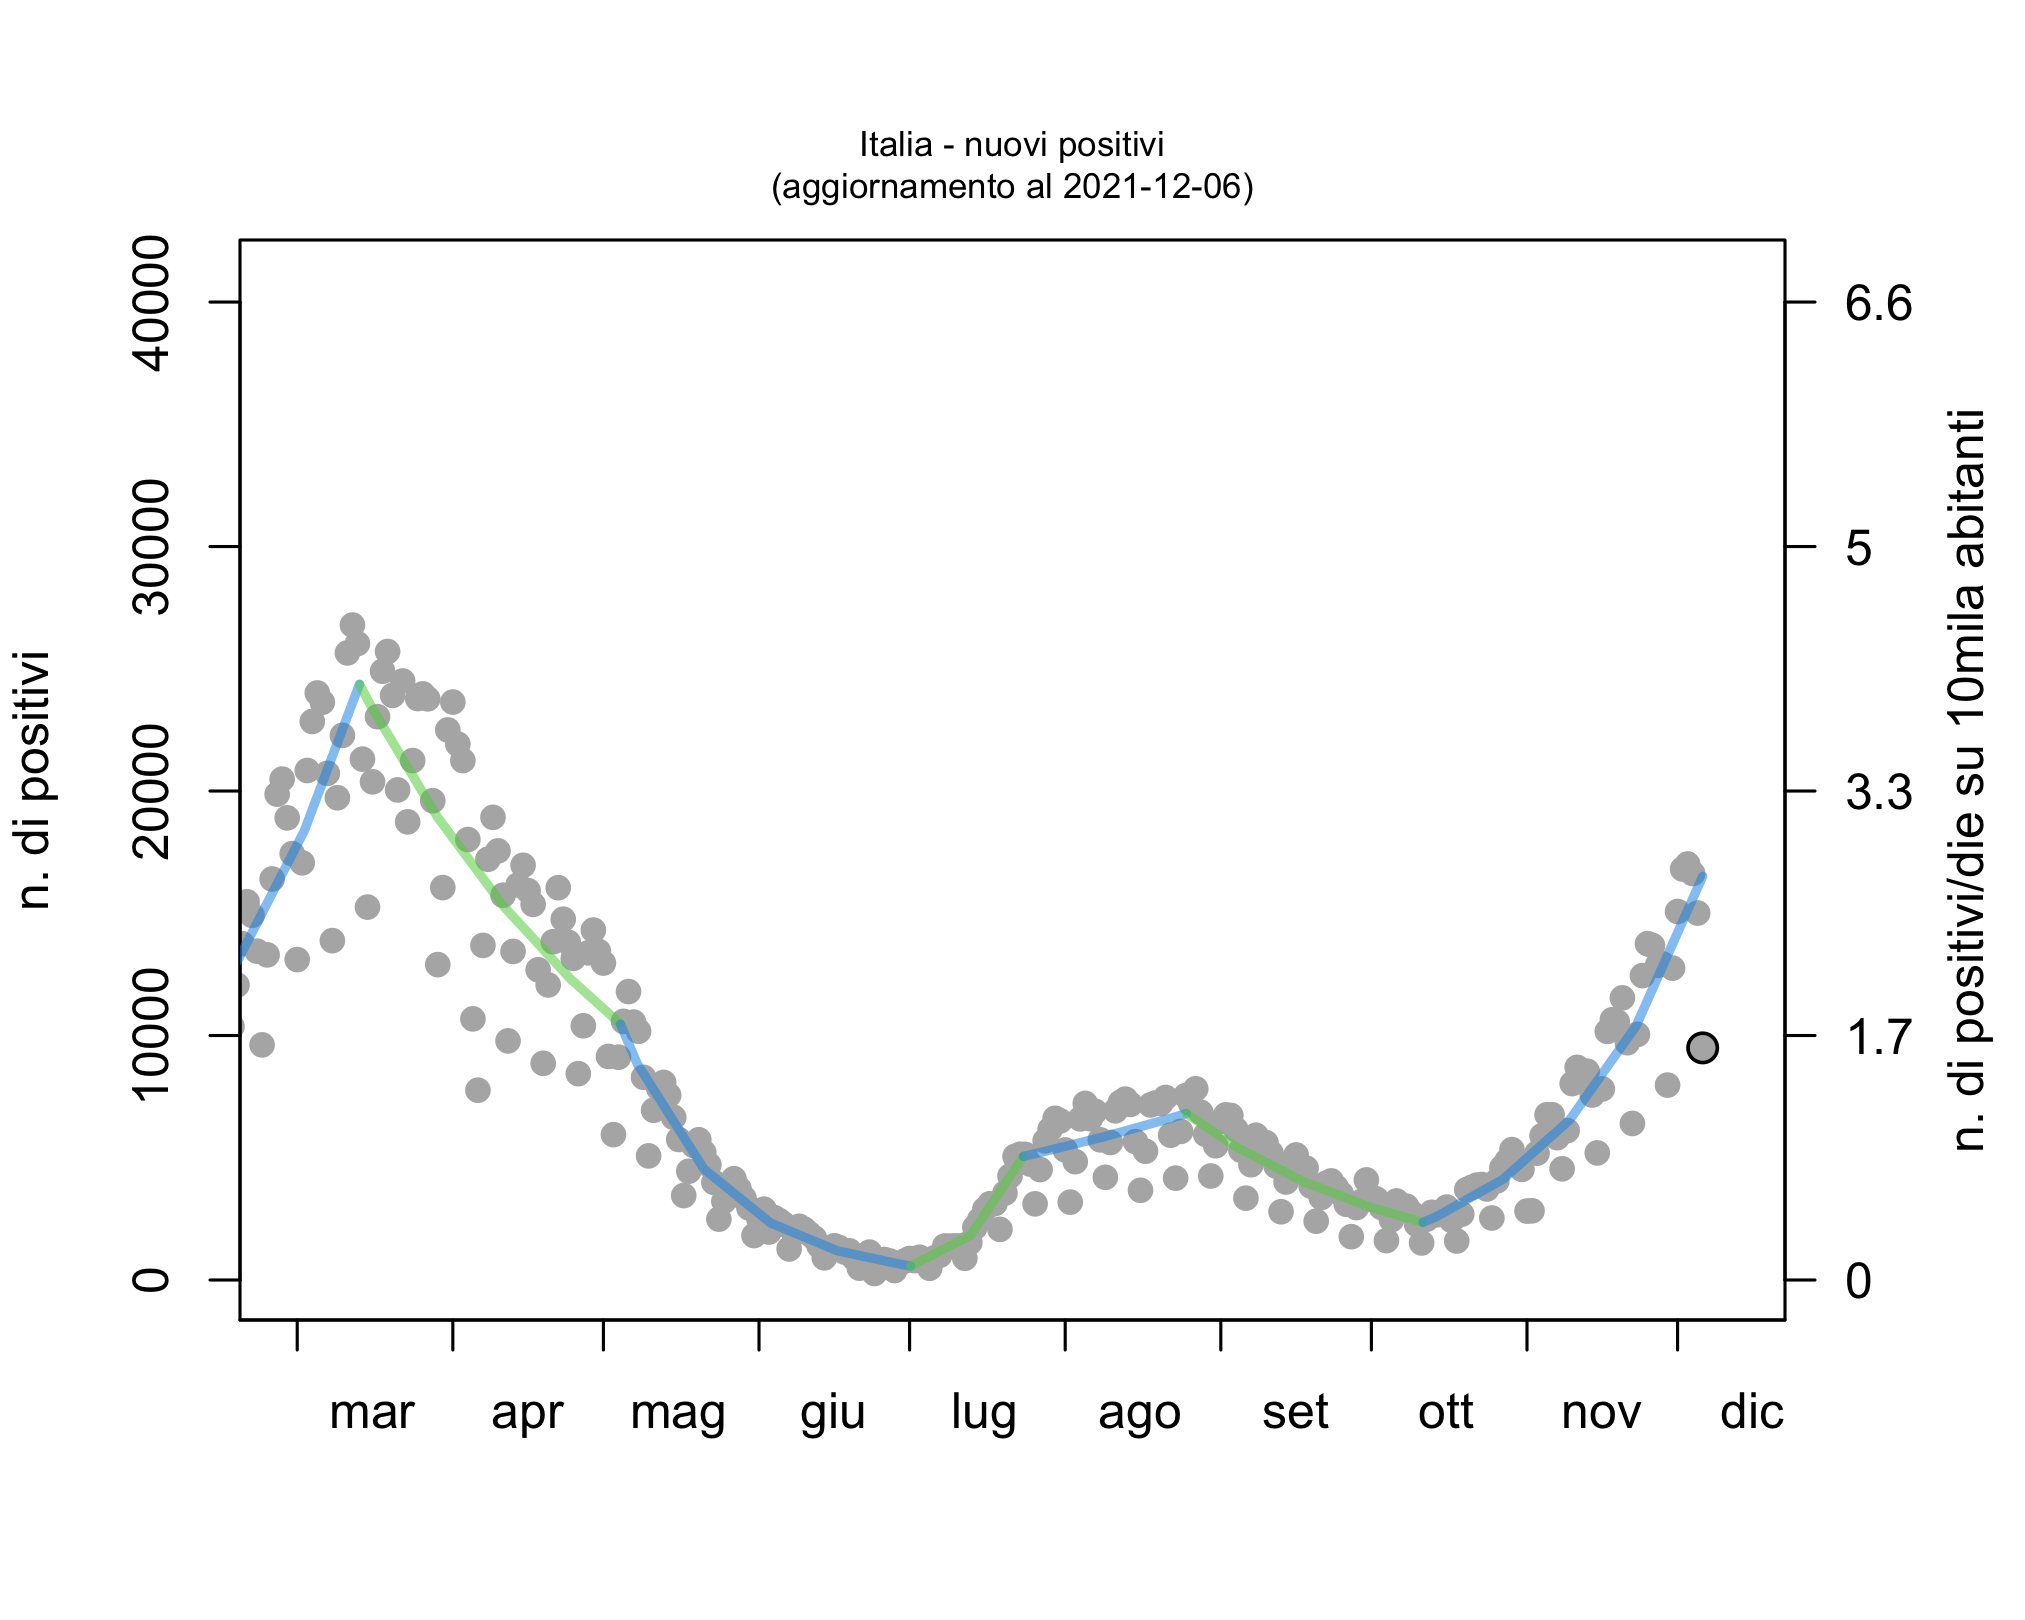 Italia - nuovi positivi
(aggiornamento al 2021-12-06)
n. di positivi
40000
30000
20000
10000
0
6.6
5
3.3
1.7
0
n. di positivi/die su 10mila abitanti
mar apr mag giu lug ago set ott nov dic